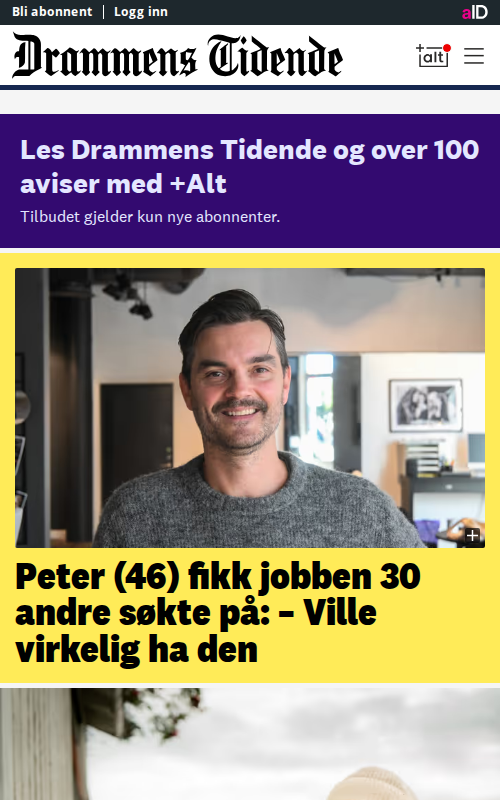 Bli abonnent Logg inn aID
Drammens Tidende +alt
Les Drammens Tidende og over 100
aviser med +Alt
Tilbudet gjelder kun nye abonnenter.
Peter (46) fikk jobben 30
andre søkte på: – Ville
virkelig ha den